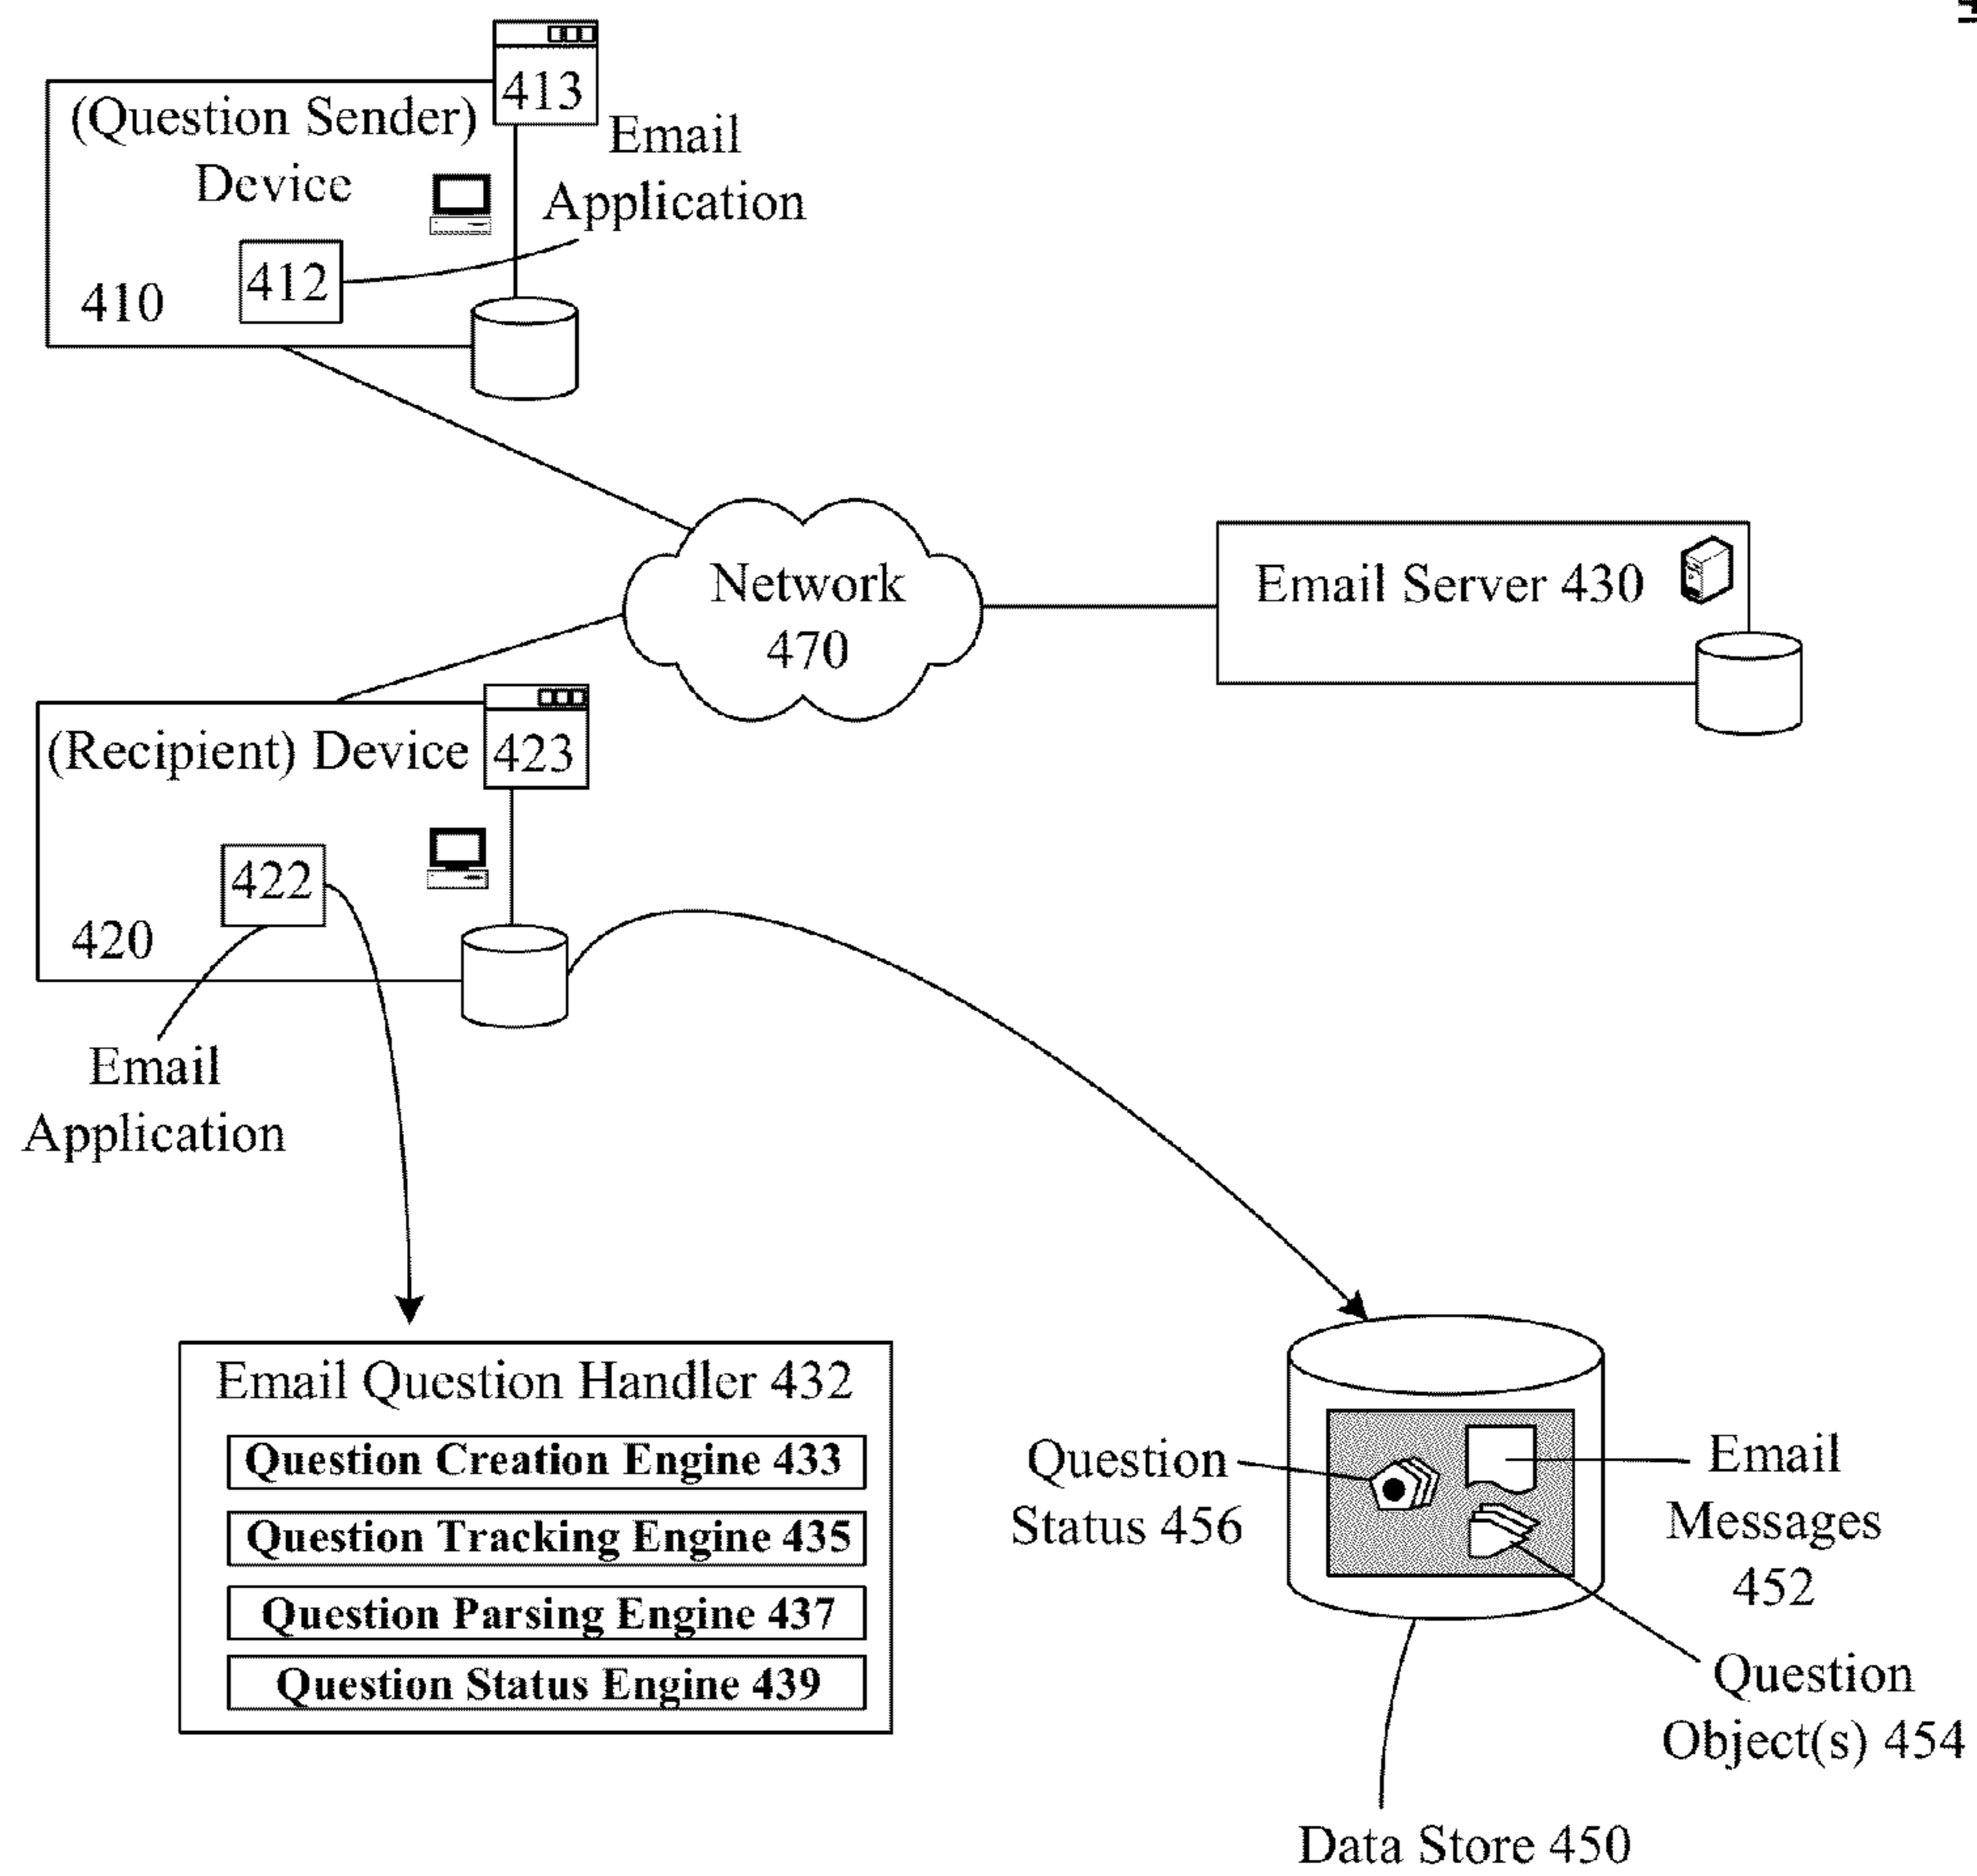 413
(Question Sender)
Device
Email
Application
412
410
Network
470
Email Server 430
(Recipient) Device
423
422
420
Email
Application
Email Question Handler 432
Question Creation Engine 433
Question Tracking Engine 435
Question Parsing Engine 437
Question Status Engine 439
Question
Status 456
Email
Messages
452
Question
Object(s) 454
Data Store 450